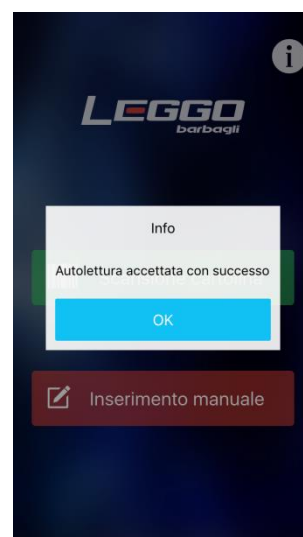 i
LEGGO
barbagli
Info
Autolettura accettata con successo
OK
Inserimento manuale